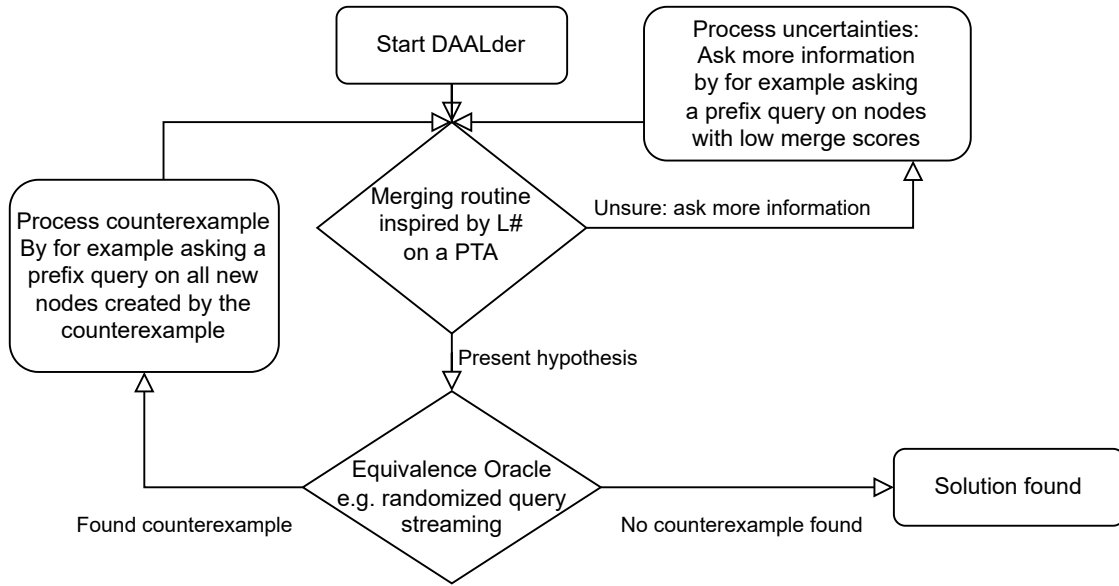 Start DAALder
Process uncertainties:
Ask more information
by for example asking
a prefix query on nodes
with low merge scores
Merging routine
inspired by L#
on a PTA
Unsure: ask more information
Process counterexample
By for example asking a
prefix query on all new
nodes created by the
counterexample
Present hypothesis
Equivalence Oracle
e.g. randomized query
streaming
Found counterexample
No counterexample found
Solution found